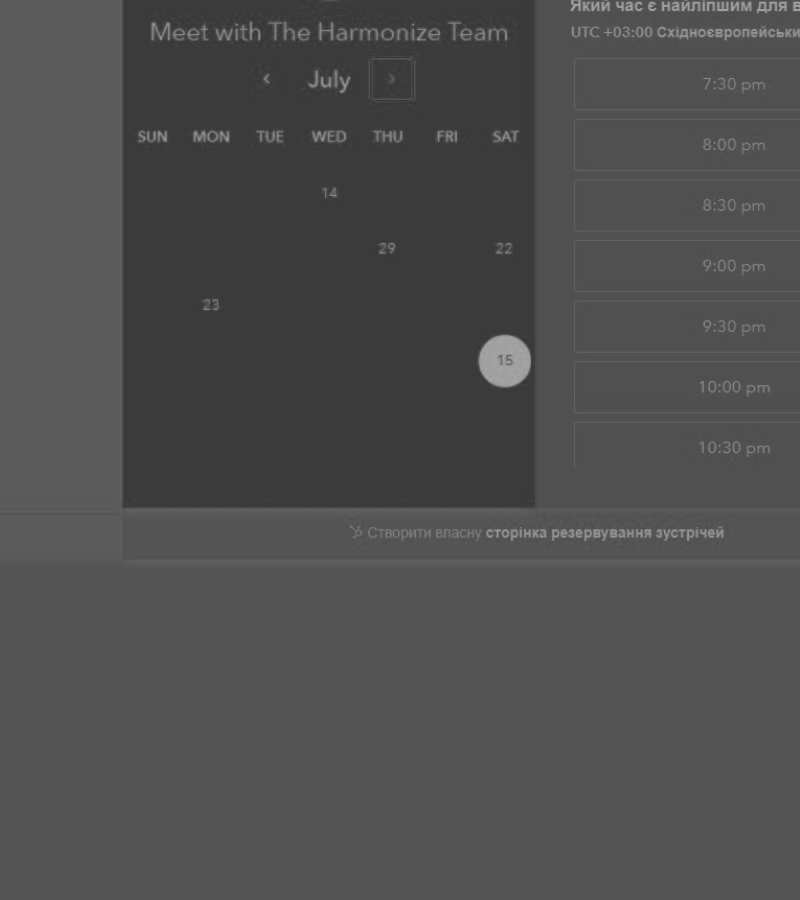 Meet with The Harmonize Team
July
SUN MON TUE WED THU FRI SAT
14
29 22
23
15
Який час є найліпшим для
UTC +03:00 Східноєвропейськи
7:30 pm
8:00 pm
8:30 pm
9:00 pm
9:30 pm
10:00 pm
10:30 pm
Створити власну сторінка резервування зустрічей